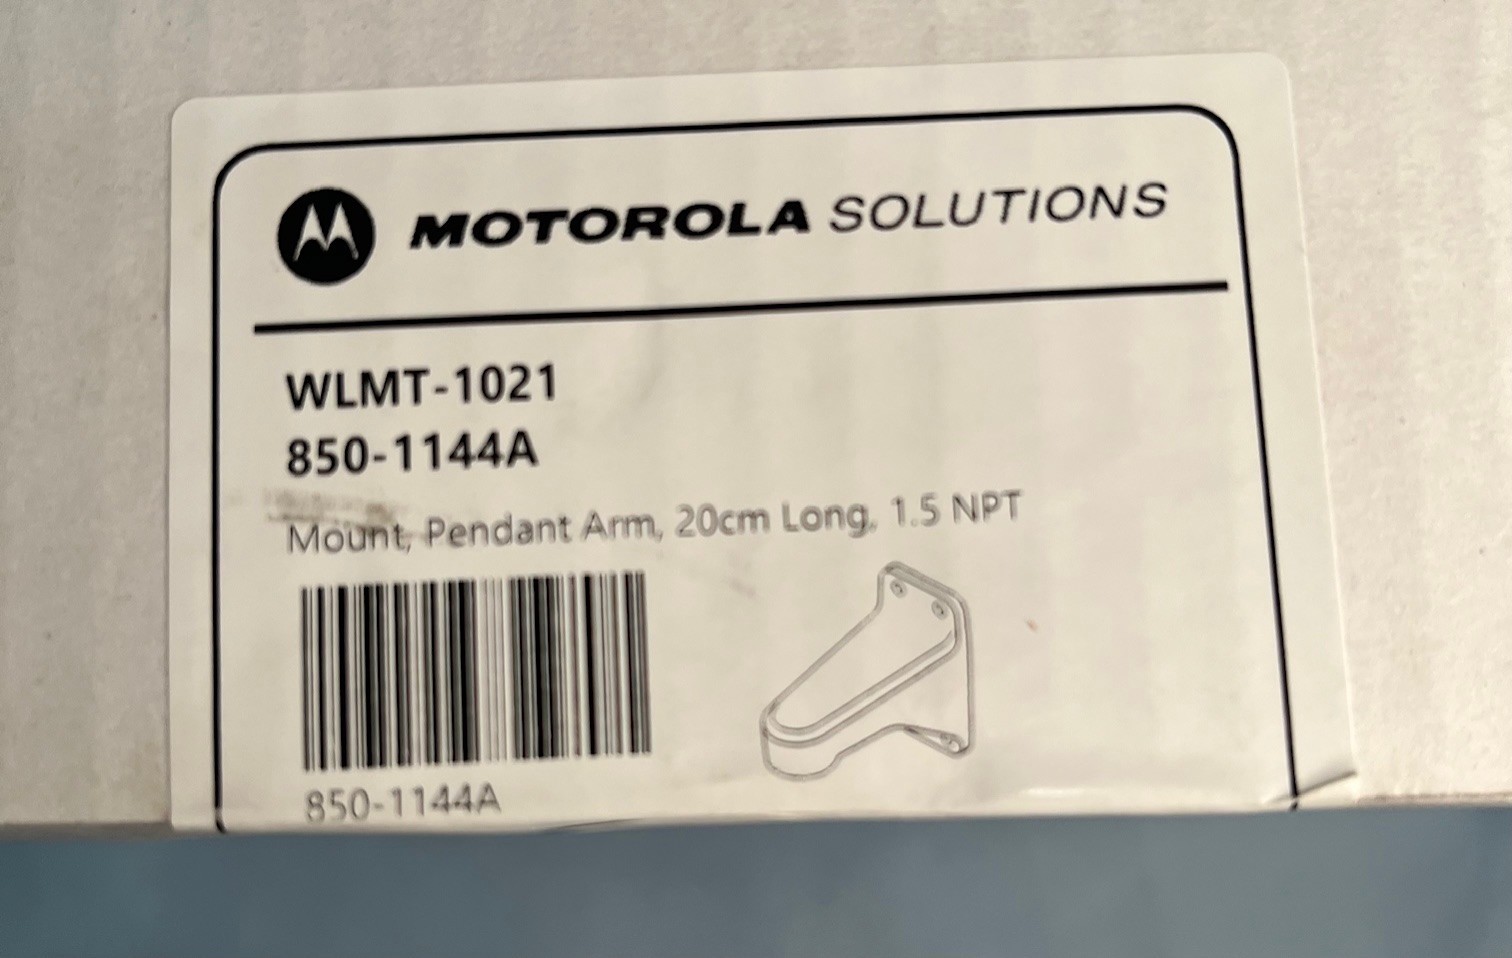 MOTOROLA SOLUTIONS
WLMT-1021
850-1144A
Mount, Pendant Arm, 20cm Long, 1.5 NPT
850-1144A